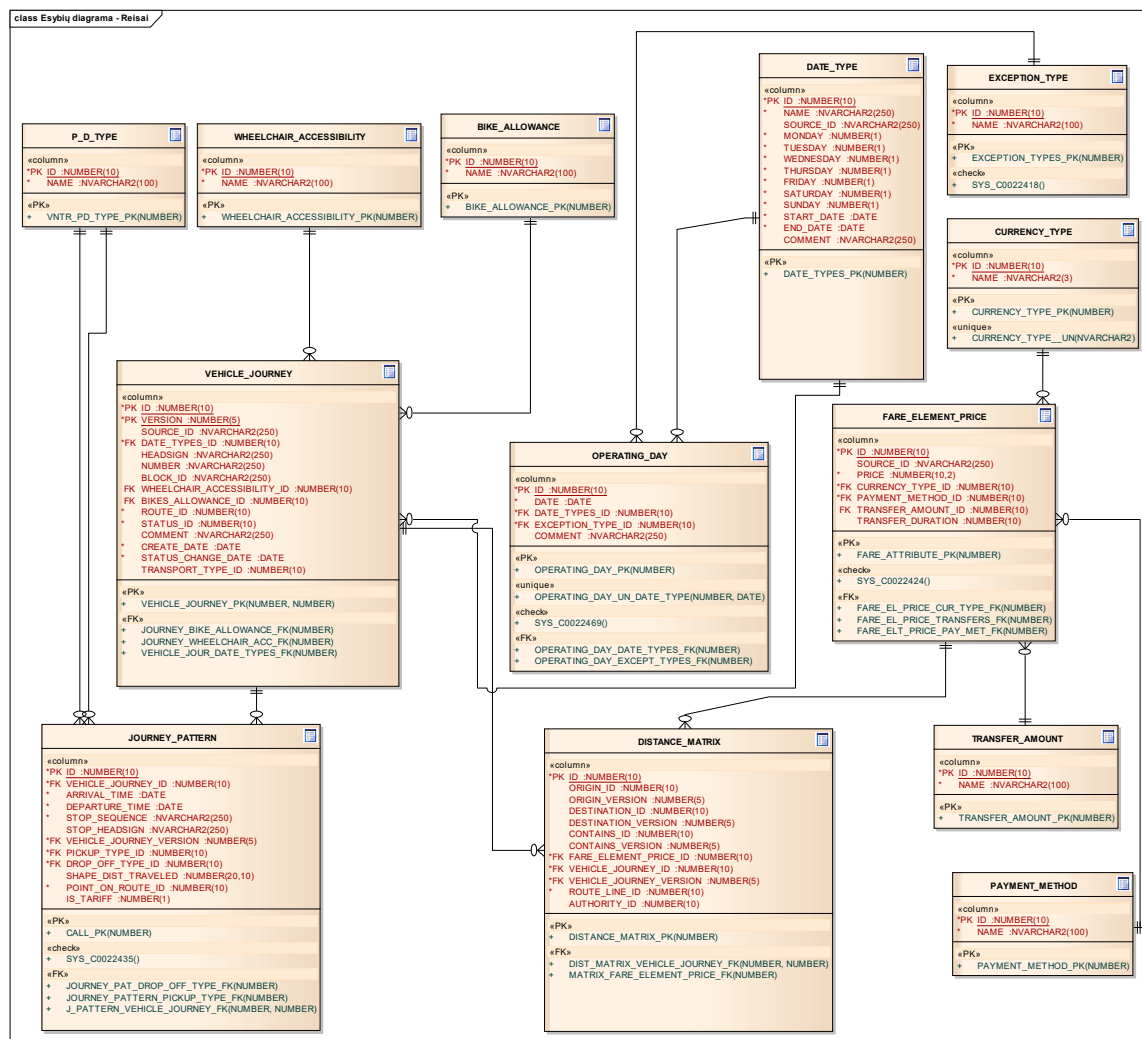 class Esybių diagrama - Reisai
P_D_TYPE
«column»
*PK ID :NUMBER(10)
* NAME :NVARCHAR2(100)
«PK»
+ VNTR_PD_TYPE_PK(NUMBER)
WHEELCHAIR_ACCESSIBILITY
«column»
*PK ID :NUMBER(10)
* NAME :NVARCHAR2(100)
«PK»
+ WHEELCHAIR_ACCESSIBILITY_PK(NUMBER)
BIKE_ALLOWANCE
«column»
*PK ID :NUMBER(10)
* NAME :NVARCHAR2(100)
«PK»
+ BIKE_ALLOWANCE_PK(NUMBER)
DATE_TYPE
«column»
*PK ID :NUMBER(10)
* NAME :NVARCHAR2(250)
SOURCE_ID :NVARCHAR2(250)
* MONDAY :NUMBER(1)
* TUESDAY :NUMBER(1)
* WEDNESDAY :NUMBER(1)
* THURSDAY :NUMBER(1)
* FRIDAY :NUMBER(1)
* SATURDAY :NUMBER(1)
* SUNDAY :NUMBER(1)
* START_DATE :DATE
* END_DATE :DATE
COMMENT :NVARCHAR2(250)
«PK»
+ DATE_TYPES_PK(NUMBER)
EXCEPTION_TYPE
«column»
*PK ID :NUMBER(10)
* NAME :NVARCHAR2(100)
«PK»
+ EXCEPTION_TYPES_PK(NUMBER)
«check»
+ SYS_C0022418()
CURRENCY_TYPE
«column»
*PK ID :NUMBER(10)
* NAME :NVARCHAR2(3)
«PK»
+ CURRENCY_TYPE_PK(NUMBER)
«unique»
+ CURRENCY_TYPE__UN(NVARCHAR2)
VEHICLE_JOURNEY
«column»
*PK ID :NUMBER(10)
*PK VERSION :NUMBER(5)
SOURCE_ID :NVARCHAR2(250)
*FK DATE_TYPES_ID :NUMBER(10)
HEADSIGN :NVARCHAR2(250)
NUMBER :NVARCHAR2(250)
BLOCK_ID :NVARCHAR2(250)
FK WHEELCHAIR_ACCESSIBILITY_ID :NUMBER(10)
FK BIKES_ALLOWANCE_ID :NUMBER(10)
* ROUTE_ID :NUMBER(10)
* STATUS_ID :NUMBER(10)
COMMENT :NVARCHAR2(250)
* CREATE_DATE :DATE
* STATUS_CHANGE_DATE :DATE
TRANSPORT_TYPE_ID :NUMBER(10)
«PK»
+ VEHICLE_JOURNEY_PK(NUMBER, NUMBER)
«FK»
+ JOURNEY_BIKE_ALLOWANCE_FK(NUMBER)
+ JOURNEY_WHEELCHAIR_ACC_FK(NUMBER)
+ VEHICLE_JOUR_DATE_TYPES_FK(NUMBER)
OPERATING_DAY
«column»
*PK ID :NUMBER(10)
* DATE :DATE
*FK DATE_TYPES_ID :NUMBER(10)
*FK EXCEPTION_TYPE_ID :NUMBER(10)
COMMENT :NVARCHAR2(250)
«PK»
+ OPERATING_DAY_PK(NUMBER)
«unique»
+ OPERATING_DAY_UN_DATE_TYPE(NUMBER, DATE)
«check»
+ SYS_C0022469()
«FK»
+ OPERATING_DAY_DATE_TYPES_FK(NUMBER)
+ OPERATING_DAY_EXCEPT_TYPES_FK(NUMBER)
FARE_ELEMENT_PRICE
«column»
*PK ID :NUMBER(10)
SOURCE_ID :NVARCHAR2(250)
* PRICE :NUMBER(10,2)
*FK CURRENCY_TYPE_ID :NUMBER(10)
*FK PAYMENT_METHOD_ID :NUMBER(10)
FK TRANSFER_AMOUNT_ID :NUMBER(10)
TRANSFER_DURATION :NUMBER(10)
«PK»
+ FARE_ATTRIBUTE_PK(NUMBER)
«check»
+ SYS_C0022424()
«FK»
+ FARE_EL_PRICE_CUR_TYPE_FK(NUMBER)
+ FARE_EL_PRICE_TRANSFERS_FK(NUMBER)
+ FARE_ELT_PRICE_PAY_MET_FK(NUMBER)
JOURNEY_PATTERN
«column»
*PK ID :NUMBER(10)
*FK VEHICLE_JOURNEY_ID :NUMBER(10)
* ARRIVAL_TIME :DATE
* DEPARTURE_TIME :DATE
* STOP_SEQUENCE :NVARCHAR2(250)
STOP_HEADSIGN :NVARCHAR2(250)
*FK VEHICLE_JOURNEY_VERSION :NUMBER(5)
*FK PICKUP_TYPE_ID :NUMBER(10)
*FK DROP_OFF_TYPE_ID :NUMBER(10)
SHAPE_DIST_TRAVELED :NUMBER(20,10)
* POINT_ON_ROUTE_ID :NUMBER(10)
IS_TARIFF :NUMBER(1)
«PK»
+ CALL_PK(NUMBER)
«check»
+ SYS_C0022435()
«FK»
+ JOURNEY_PAT_DROP_OFF_TYPE_FK(NUMBER)
+ JOURNEY_PATTERN_PICKUP_TYPE_FK(NUMBER)
+ J_PATTERN_VEHICLE_JOURNEY_FK(NUMBER, NUMBER)
DISTANCE_MATRIX
«column»
*PK ID :NUMBER(10)
ORIGIN_ID :NUMBER(10)
ORIGIN_VERSION :NUMBER(5)
DESTINATION_ID :NUMBER(10)
DESTINATION_VERSION :NUMBER(5)
CONTAINS_ID :NUMBER(10)
CONTAINS_VERSION :NUMBER(5)
*FK FARE_ELEMENT_PRICE_ID :NUMBER(10)
*FK VEHICLE_JOURNEY_ID :NUMBER(10)
*FK VEHICLE_JOURNEY_VERSION :NUMBER(5)
* ROUTE_LINE_ID :NUMBER(10)
AUTHORITY_ID :NUMBER(10)
«PK»
+ DISTANCE_MATRIX_PK(NUMBER)
«FK»
+ DIST_MATRIX_VEHICLE_JOURNEY_FK(NUMBER, NUMBER)
+ MATRIX_FARE_ELEMENT_PRICE_FK(NUMBER)
TRANSFER_AMOUNT
«column»
*PK ID :NUMBER(10)
* NAME :NVARCHAR2(100)
«PK»
+ TRANSFER_AMOUNT_PK(NUMBER)
PAYMENT_METHOD
«column»
*PK ID :NUMBER(10)
* NAME :NVARCHAR2(100)
«PK»
+ PAYMENT_METHOD_PK(NUMBER)